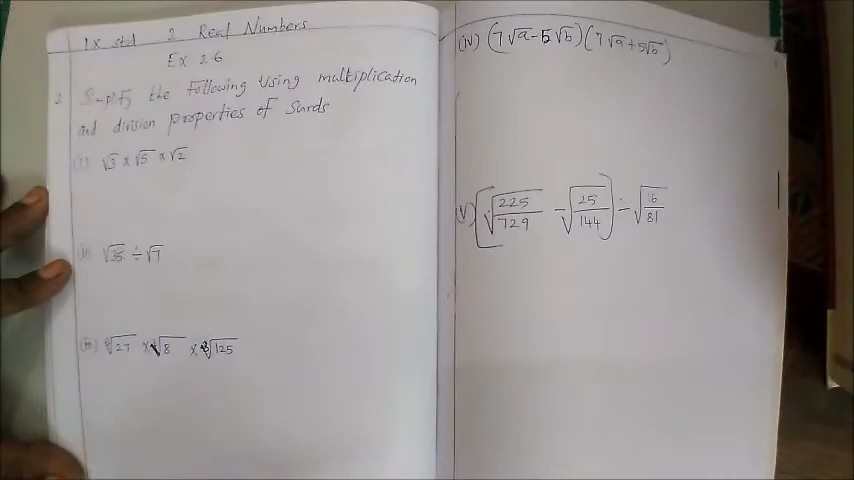 IX std 2 Real Numbers
Ex 2.6
2 Simplify the following using multiplication
and division properties of surds
(i) √3 × √5 × √2
(ii) √35 ÷ √7
(iii) ∛27 × ∛8 × ∛125
(iv) (7√a - 5√b)(7√a + 5√b)
(v) [√(225/729) - √(25/144)] ÷ √(16/81)